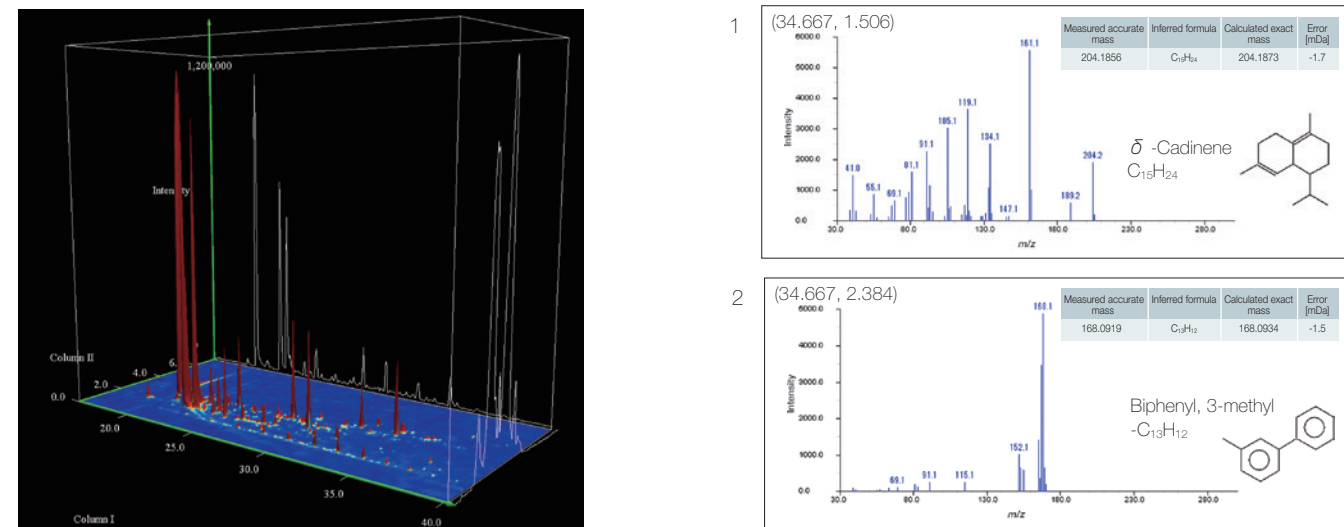 1,200,000
Intensity
Column II
6.
4.0
2.0
0.0
20.0
25.0
30.0
35.0
40.0
Column I
1
(34.667, 1.506)
Measured accurate mass Inferred formula Calculated exact mass Error [mDa]
204.1856 C₁₅H₂₄ 204.1873 -1.7
Intensity
6000.0
4000.0
3000.0
2000.0
1000.0
0.0
41.0
55.1
69.1
81.1
91.1
105.1
119.1
134.1
147.1
161.1
189.2
204.2
30.0 80.0 130.0 180.0 230.0 280.0
m/z
δ -Cadinene
C₁₅H₂₄
2
(34.667, 2.384)
Measured accurate mass Inferred formula Calculated exact mass Error [mDa]
168.0919 C₁₃H₁₂ 168.0934 -1.5
Intensity
6000.0
4000.0
3000.0
2000.0
1000.0
0.0
69.1
91.1
115.1
152.1
168.1
30.0 80.0 130.0 180.0 230.0 280.0
m/z
Biphenyl, 3-methyl
-C₁₃H₁₂